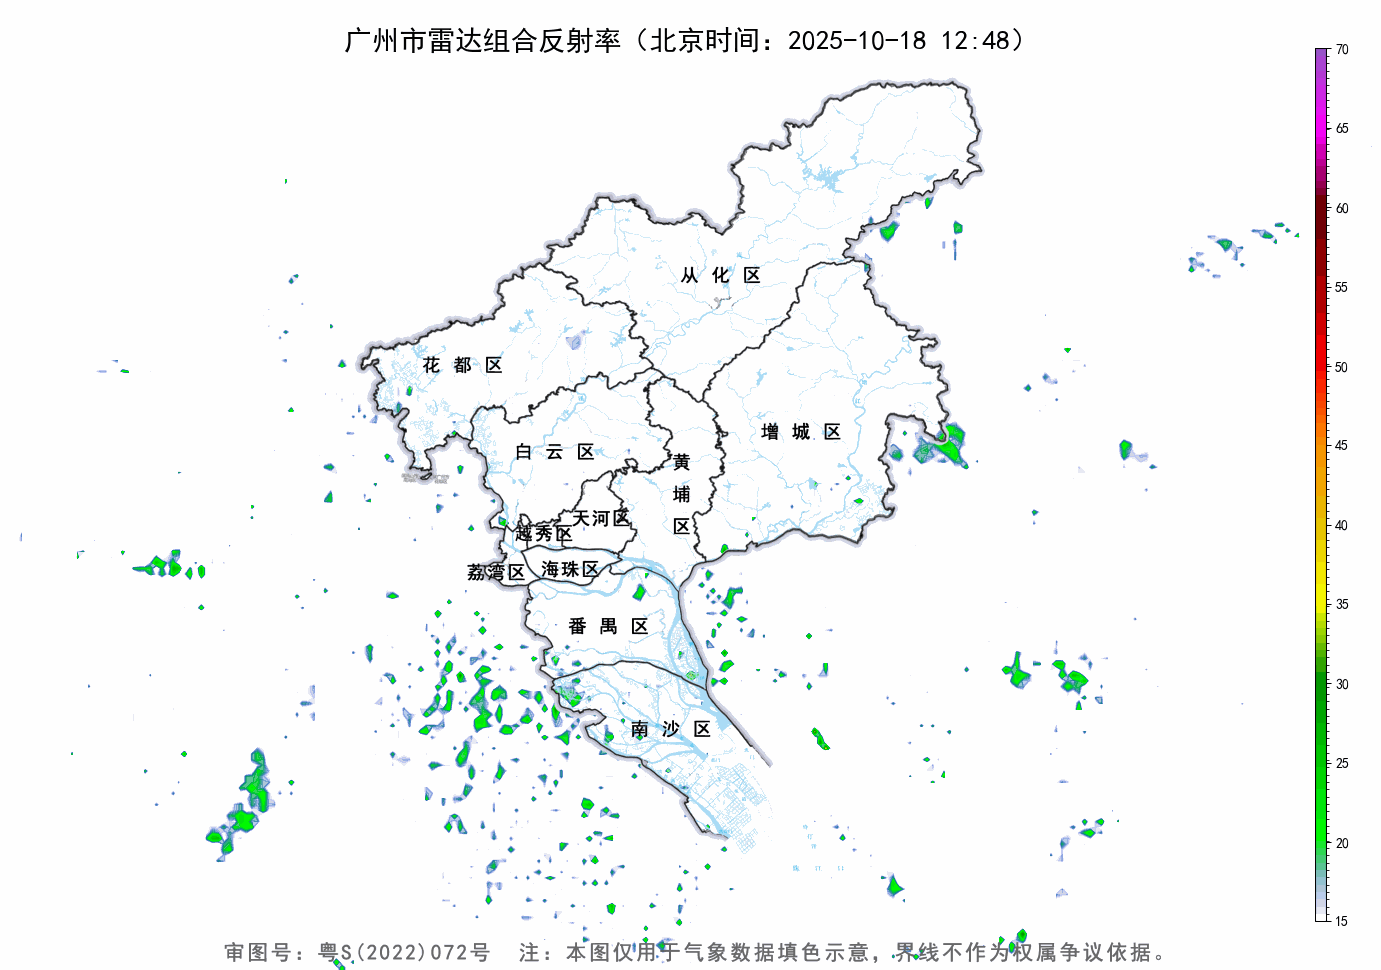 广州市雷达组合反射率（北京时间：2025-10-18 12:48）
70
65
60
55
50
45
40
35
30
25
20
15
从化区
花都区
增城区
白云区
黄埔区
天河区
越秀区
荔湾区
海珠区
番禺区
南沙区
审图号：粤S(2022)072号 注：本图仅用于气象数据填色示意，界线不作为权属争议依据。